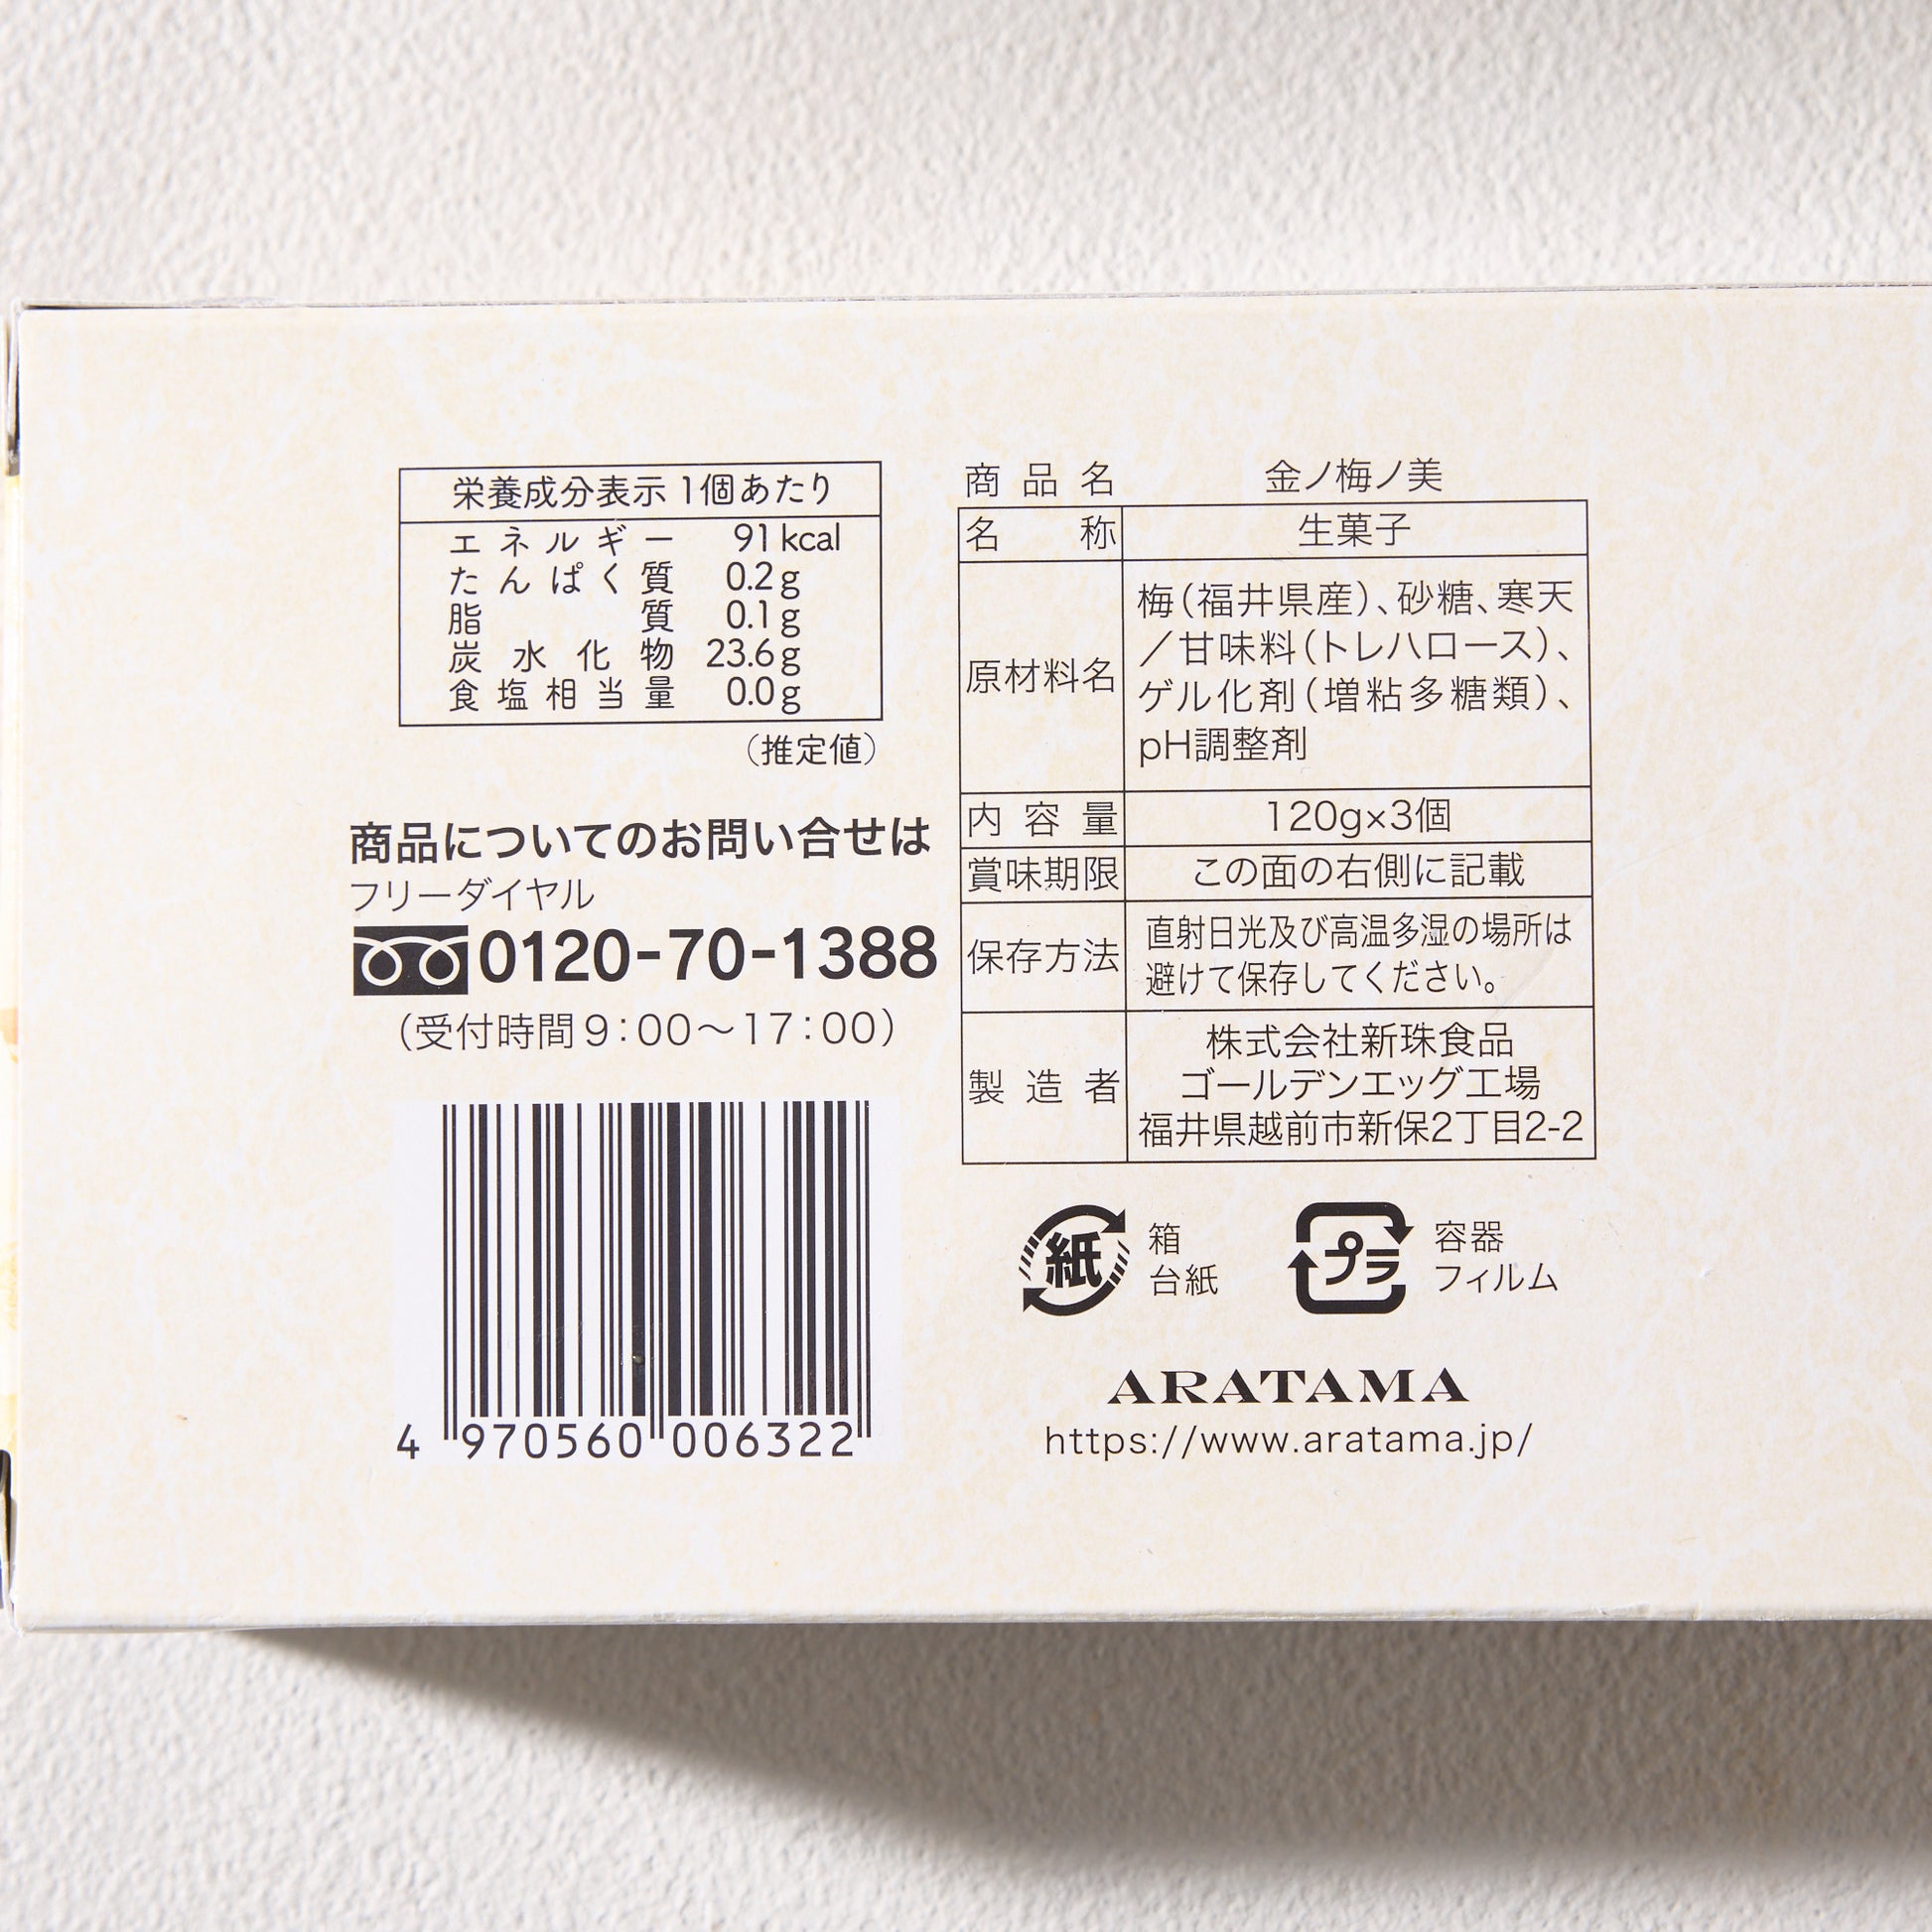 栄養成分表示 1個あたり
エネルギー 91kcal
たんぱく質 0.2g
脂質 0.1g
炭水化物 23.6g
食塩相当量 0.0g
(推定値)
商品についてのお問い合せは
フリーダイヤル
0120-70-1388
(受付時間9:00〜17:00)
4 970560 006322
商品名 金ノ梅ノ美
名称 生菓子
原材料名 梅(福井県産)、砂糖、寒天
/甘味料(トレハロース)、
ゲル化剤(増粘多糖類)、
pH調整剤
内容量 120g×3個
賞味期限 この面の右側に記載
保存方法 直射日光及び高温多湿の場所は
避けて保存してください。
製造者 株式会社新珠食品
ゴールデンエッグ工場
福井県越前市新保2丁目2-2
紙 箱
台紙
プラ 容器
フィルム
ARATAMA
https://www.aratama.jp/